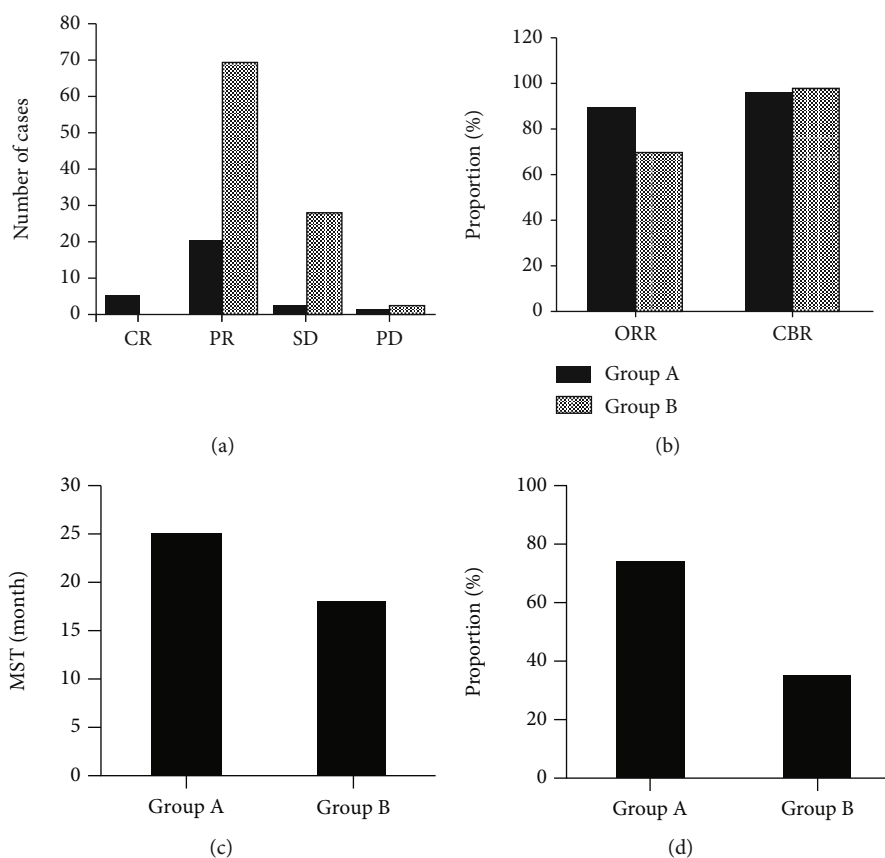 Number of cases
80
70
60
50
40
30
20
10
0
CR PR SD PD
(a)
Proportion (%)
120
100
80
60
40
20
0
ORR CBR
Group A
Group B
(b)
MST (month)
30
25
20
15
10
5
0
Group A Group B
(c)
Proportion (%)
100
80
60
40
20
0
Group A Group B
(d)